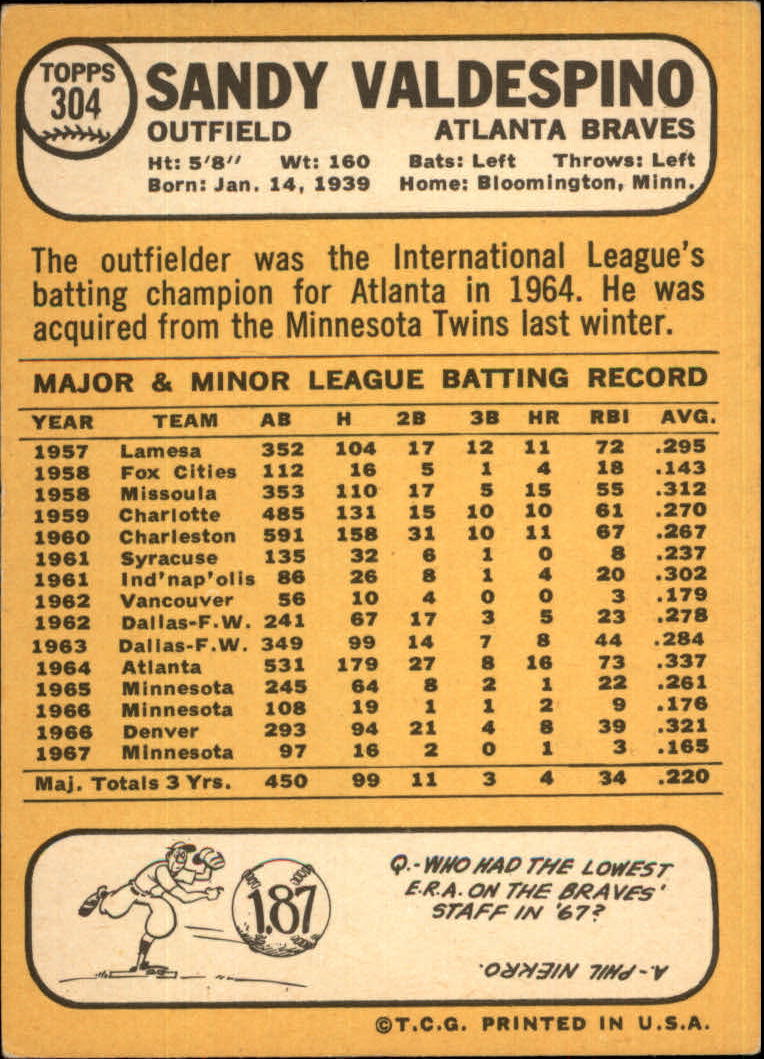 TOPPS
304
SANDY VALDESPINO
OUTFIELD ATLANTA BRAVES
Ht: 5'8" Wt: 160 Bats: Left Throws: Left
Born: Jan. 14, 1939 Home: Bloomington, Minn.
The outfielder was the International League's
batting champion for Atlanta in 1964. He was
acquired from the Minnesota Twins last winter.
MAJOR & MINOR LEAGUE BATTING RECORD
YEAR TEAM AB H 2B 3B HR RBI AVG.
1957 Lamesa 352 104 17 12 11 72 .295
1958 Fox Cities 112 16 5 1 4 18 .143
1958 Missoula 353 110 17 5 15 55 .312
1959 Charlotte 485 131 15 10 10 61 .270
1960 Charleston 591 158 31 10 11 67 .267
1961 Syracuse 135 32 6 1 0 8 .237
1961 Ind'nap'olis 86 26 8 1 4 20 .302
1962 Vancouver 56 10 4 0 0 3 .179
1962 Dallas-F.W. 241 67 17 3 5 23 .278
1963 Dallas-F.W. 349 99 14 7 8 44 .284
1964 Atlanta 531 179 27 8 16 73 .337
1965 Minnesota 245 64 8 2 1 22 .261
1966 Minnesota 108 19 1 1 2 9 .176
1966 Denver 293 94 21 4 8 39 .321
1967 Minnesota 97 16 2 0 1 3 .165
Maj. Totals 3 Yrs. 450 99 11 3 4 34 .220
1.87
Q.-WHO HAD THE LOWEST
E.R.A. ON THE BRAVES'
STAFF IN '67?
A.-PHIL NIEKRO.
©T.C.G. PRINTED IN U.S.A.